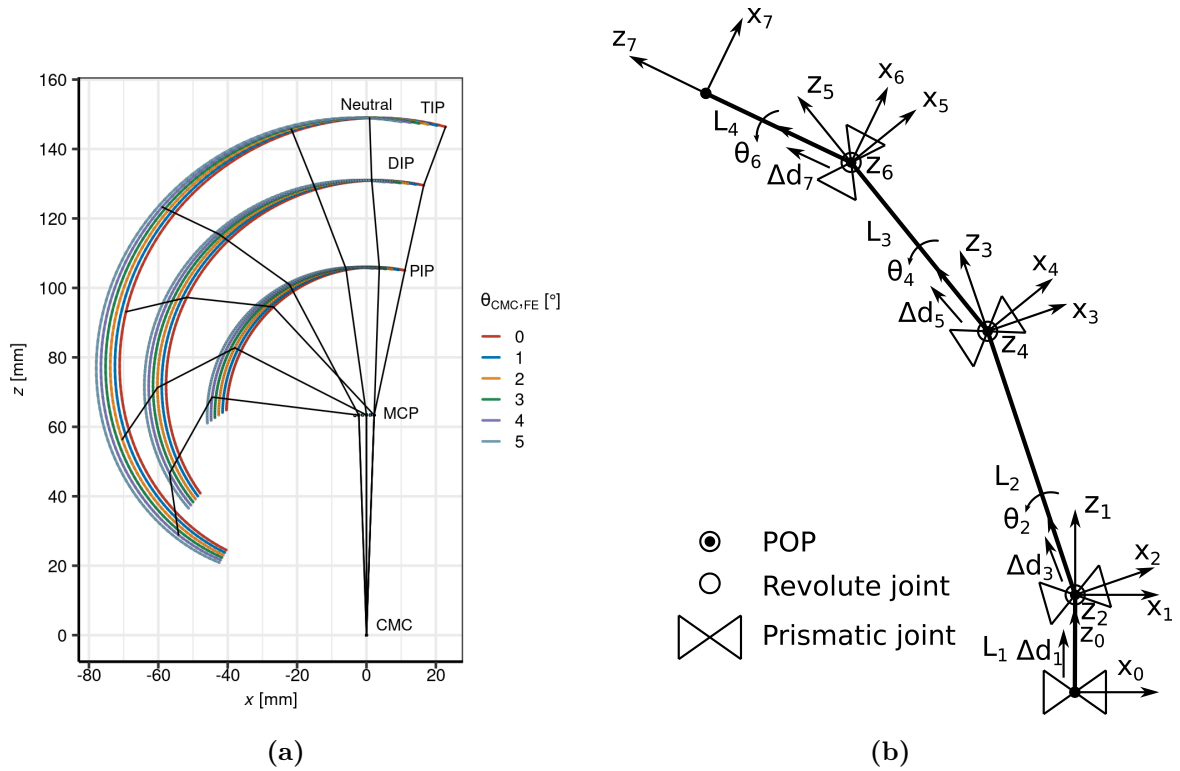 160
140
120
100
80
60
40
20
0
z [mm]
-80
-60
-40
-20
0
20
x [mm]
Neutral
TIP
DIP
PIP
MCP
CMC
θCMC,FE [°]
0
1
2
3
4
5
(a)
x7
z7
x6
z5
x5
L4
θ6
z6
Δd7
L3
z3
x4
θ4
Δd5
x3
z4
L2
θ2
z1
x2
Δd3
x1
z2
z0
L1 Δd1
x0
POP
Revolute joint
Prismatic joint
(b)